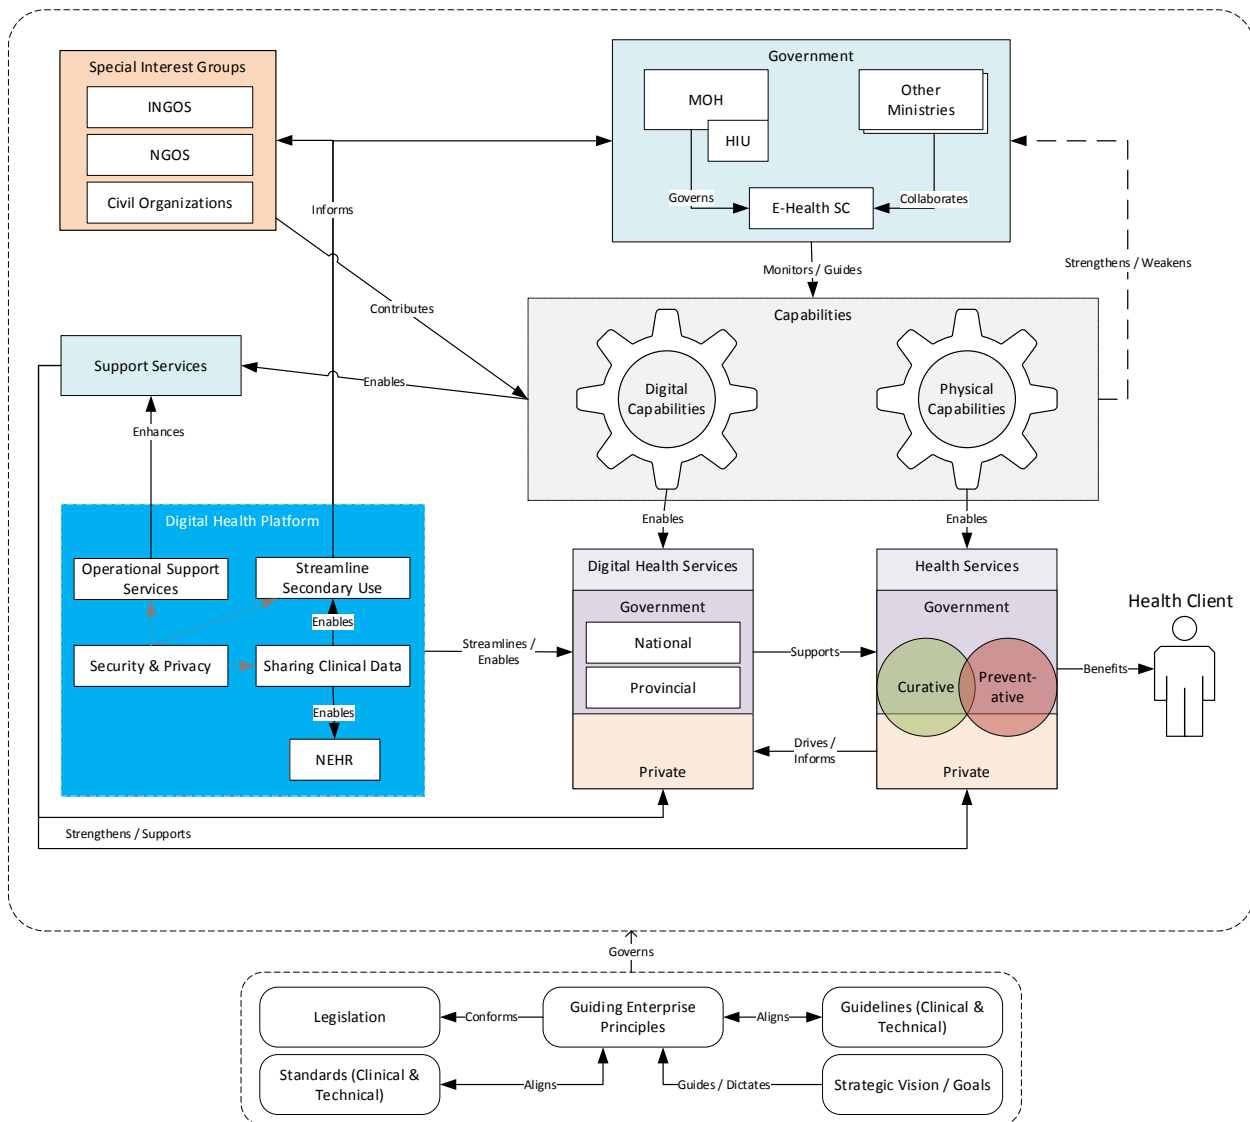 Special Interest Groups
INGOS
NGOS
Civil Organizations
Government
MOH
HIU
Other
Ministries
Governs
E-Health SC
Collaborates
Informs
Monitors / Guides
Strengthens / Weakens
Contributes
Capabilities
Digital
Capabilities
Physical
Capabilities
Support Services
Enables
Enhances
Enables
Enables
Digital Health Platform
Operational Support
Services
Streamline
Secondary Use
Enables
Security & Privacy
Sharing Clinical Data
Enables
NEHR
Streamlines /
Enables
Digital Health Services
Government
National
Provincial
Private
Supports
Drives /
Informs
Health Services
Government
Curative
Prevent-
ative
Private
Benefits
Health Client
Strengthens / Supports
Governs
Legislation
Conforms
Guiding Enterprise
Principles
Aligns
Guidelines (Clinical &
Technical)
Standards (Clinical &
Technical)
Aligns
Guides / Dictates
Strategic Vision / Goals